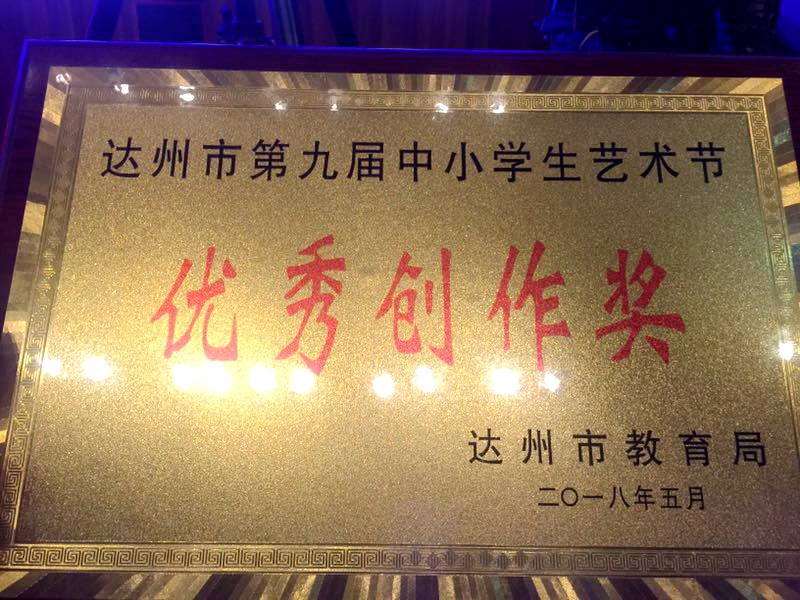 达州市第九届中小学生艺术节
优秀创作奖
达州市教育局
二〇一八年五月